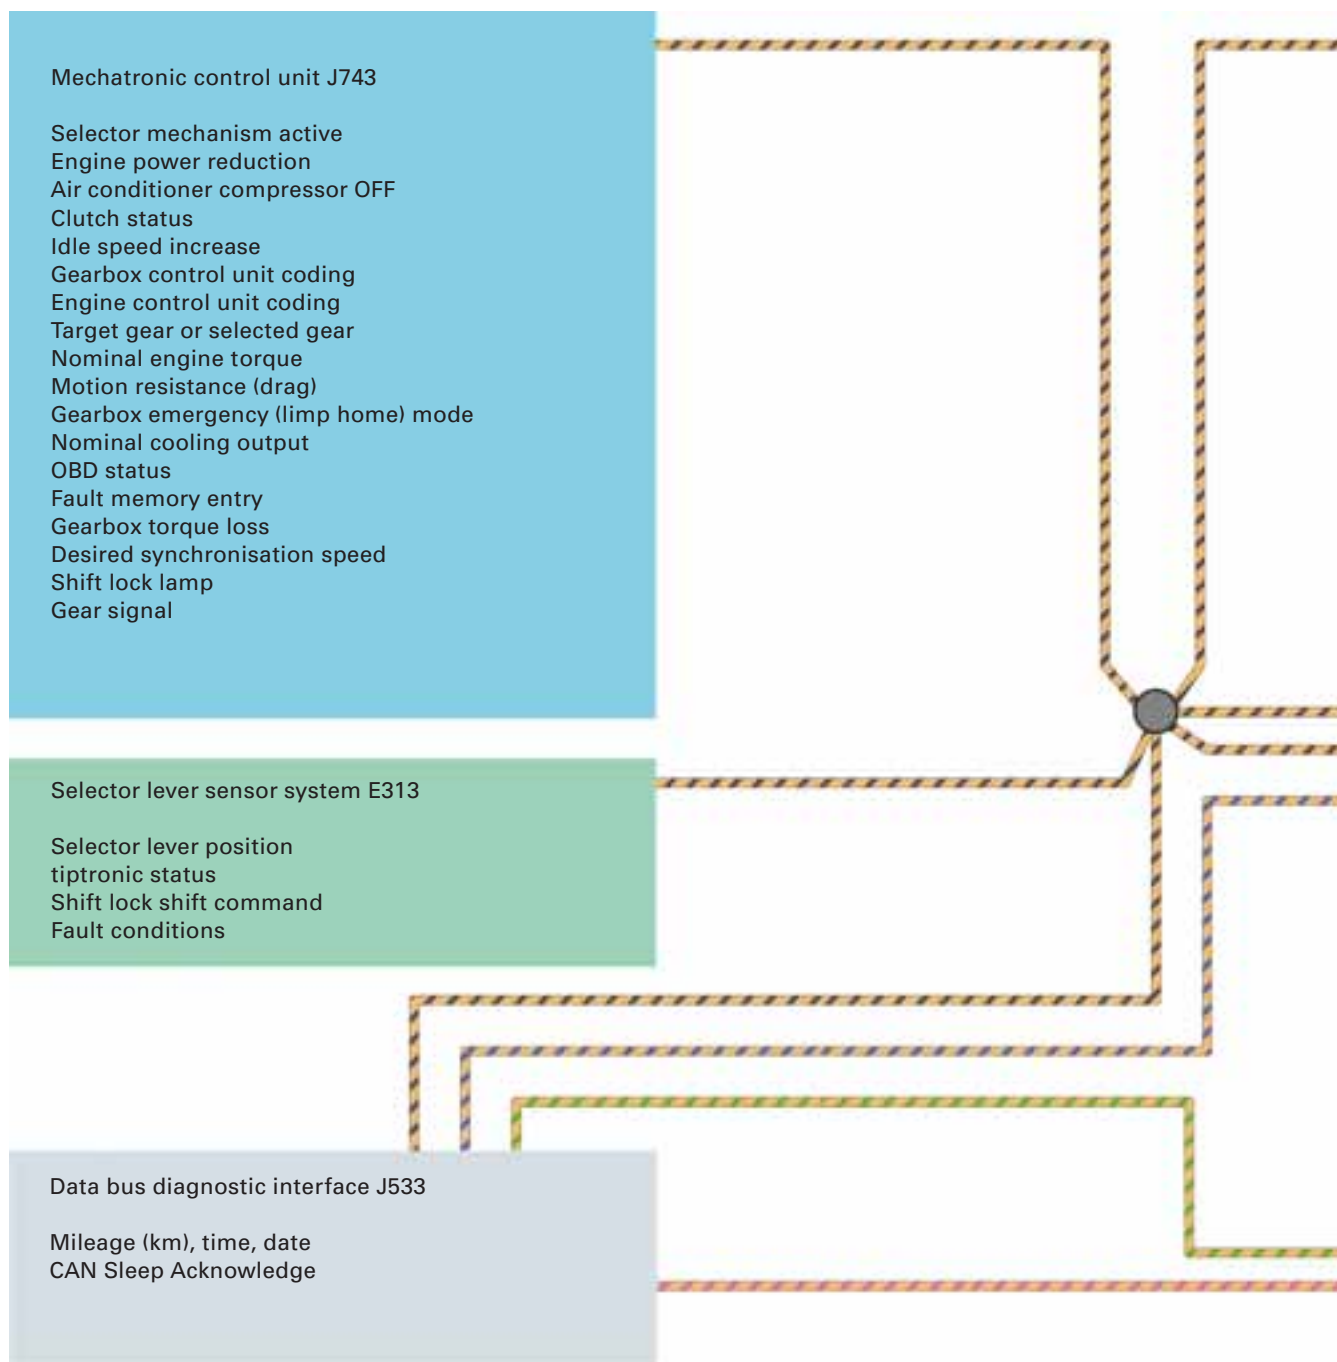 Mechatronic control unit J743
Selector mechanism active
Engine power reduction
Air conditioner compressor OFF
Clutch status
Idle speed increase
Gearbox control unit coding
Engine control unit coding
Target gear or selected gear
Nominal engine torque
Motion resistance (drag)
Gearbox emergency (limp home) mode
Nominal cooling output
OBD status
Fault memory entry
Gearbox torque loss
Desired synchronisation speed
Shift lock lamp
Gear signal
Selector lever sensor system E313
Selector lever position
tiptronic status
Shift lock shift command
Fault conditions
Data bus diagnostic interface J533
Mileage (km), time, date
CAN Sleep Acknowledge